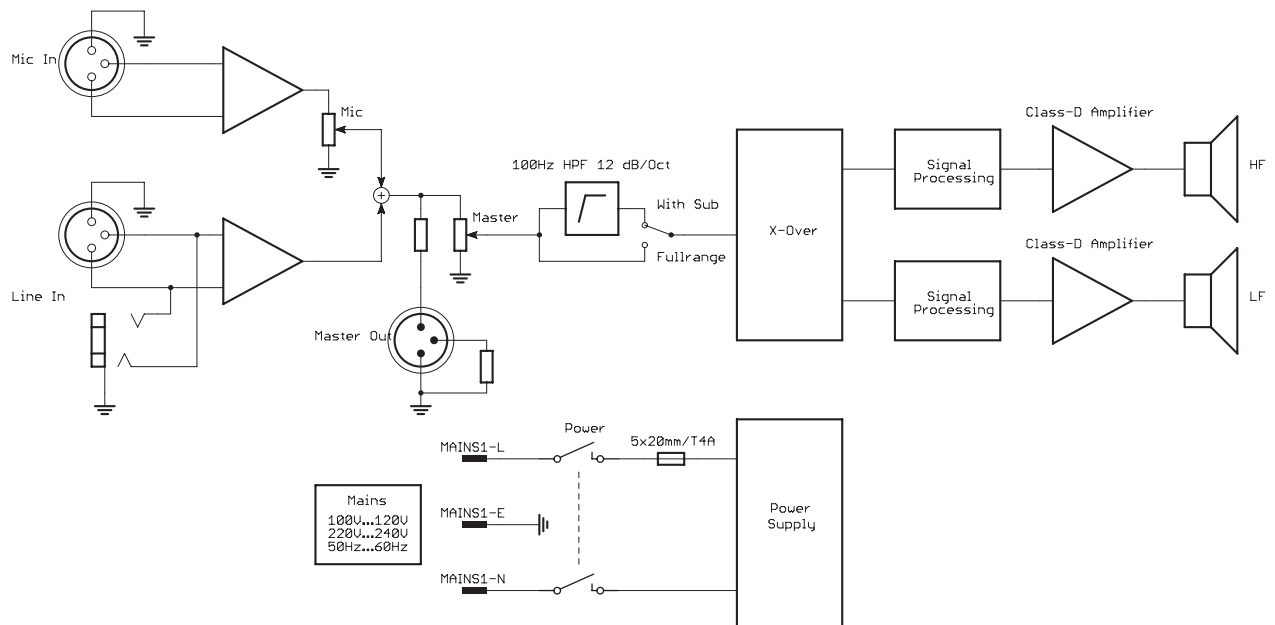 Mic In
Mic
Line In
Master Out
Master
100Hz HPF 12 dB/Oct
With Sub
Fullrange
X-Over
Signal
Processing
Class-D Amplifier
HF
Signal
Processing
Class-D Amplifier
LF
Mains
100V...120V
220V...240V
50Hz...60Hz
MAINS1-L
Power
5x20mm/T4A
MAINS1-E
MAINS1-N
Power
Supply